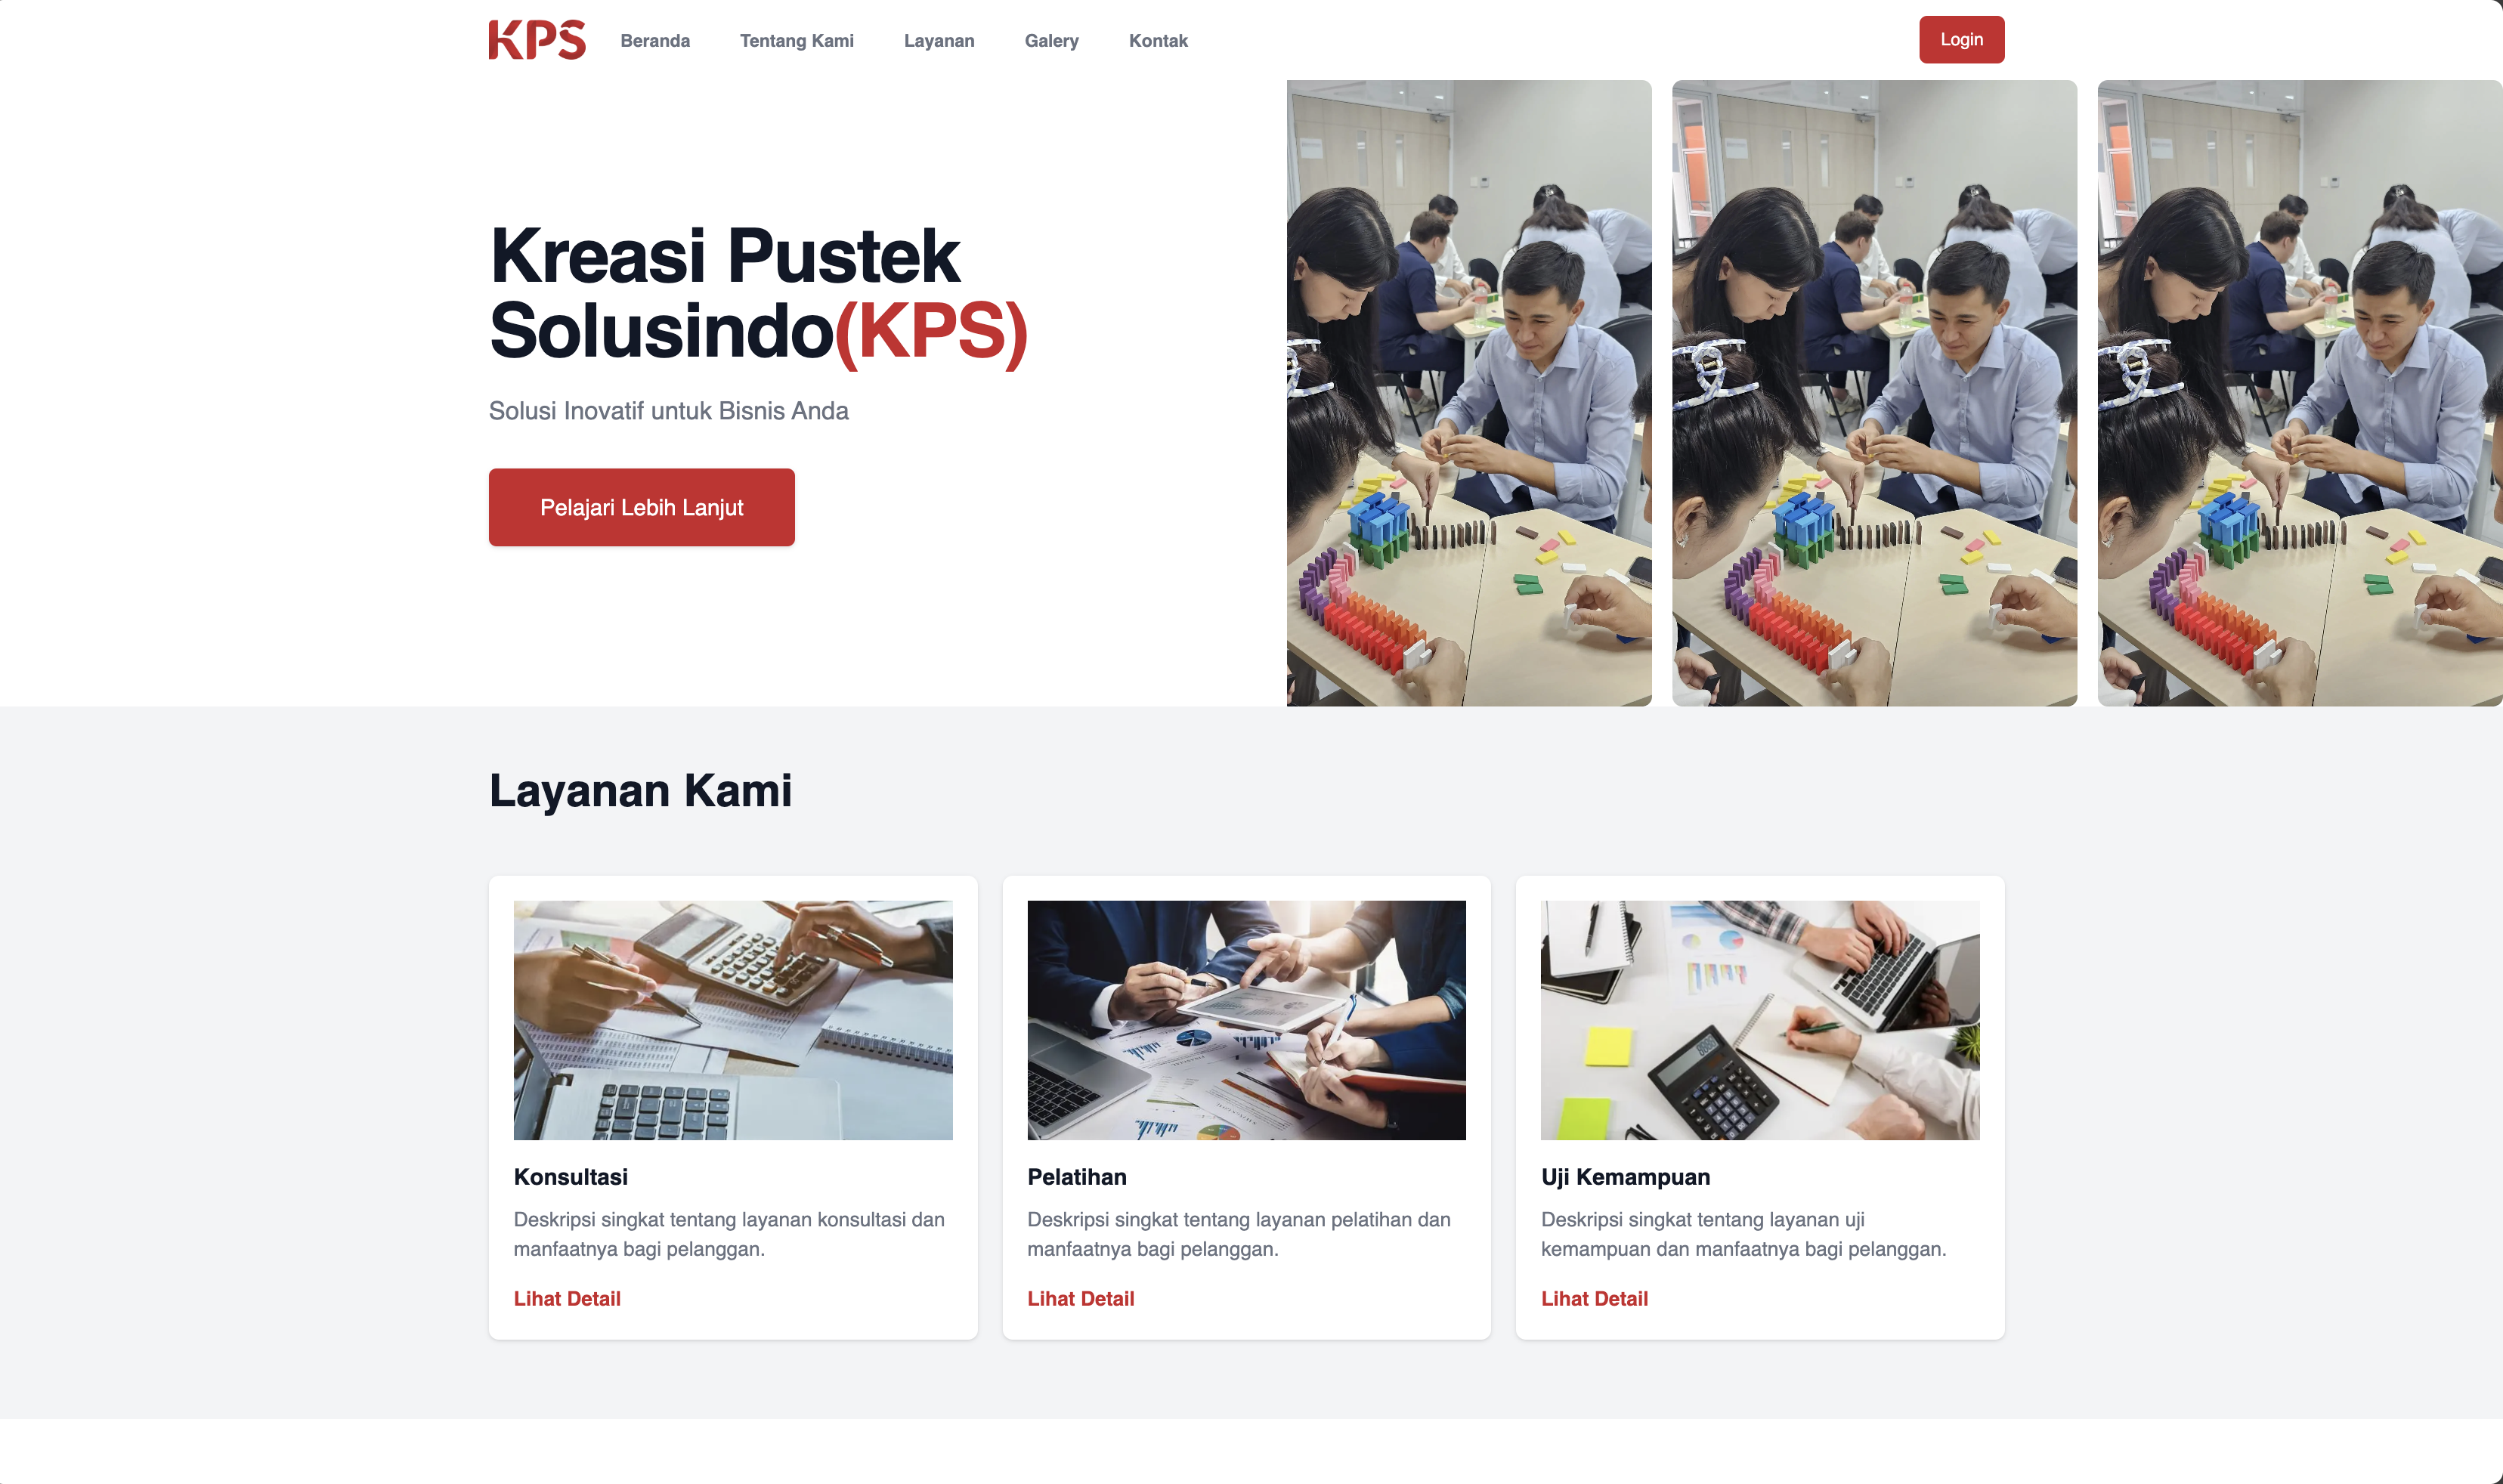 KPS
Beranda
Tentang Kami
Layanan
Galery
Kontak
Login
Kreasi Pustek
Solusindo(KPS)
Solusi Inovatif untuk Bisnis Anda
Pelajari Lebih Lanjut
Layanan Kami
Konsultasi
Deskripsi singkat tentang layanan konsultasi dan
manfaatnya bagi pelanggan.
Lihat Detail
Pelatihan
Deskripsi singkat tentang layanan pelatihan dan
manfaatnya bagi pelanggan.
Lihat Detail
Uji Kemampuan
Deskripsi singkat tentang layanan uji
kemampuan dan manfaatnya bagi pelanggan.
Lihat Detail